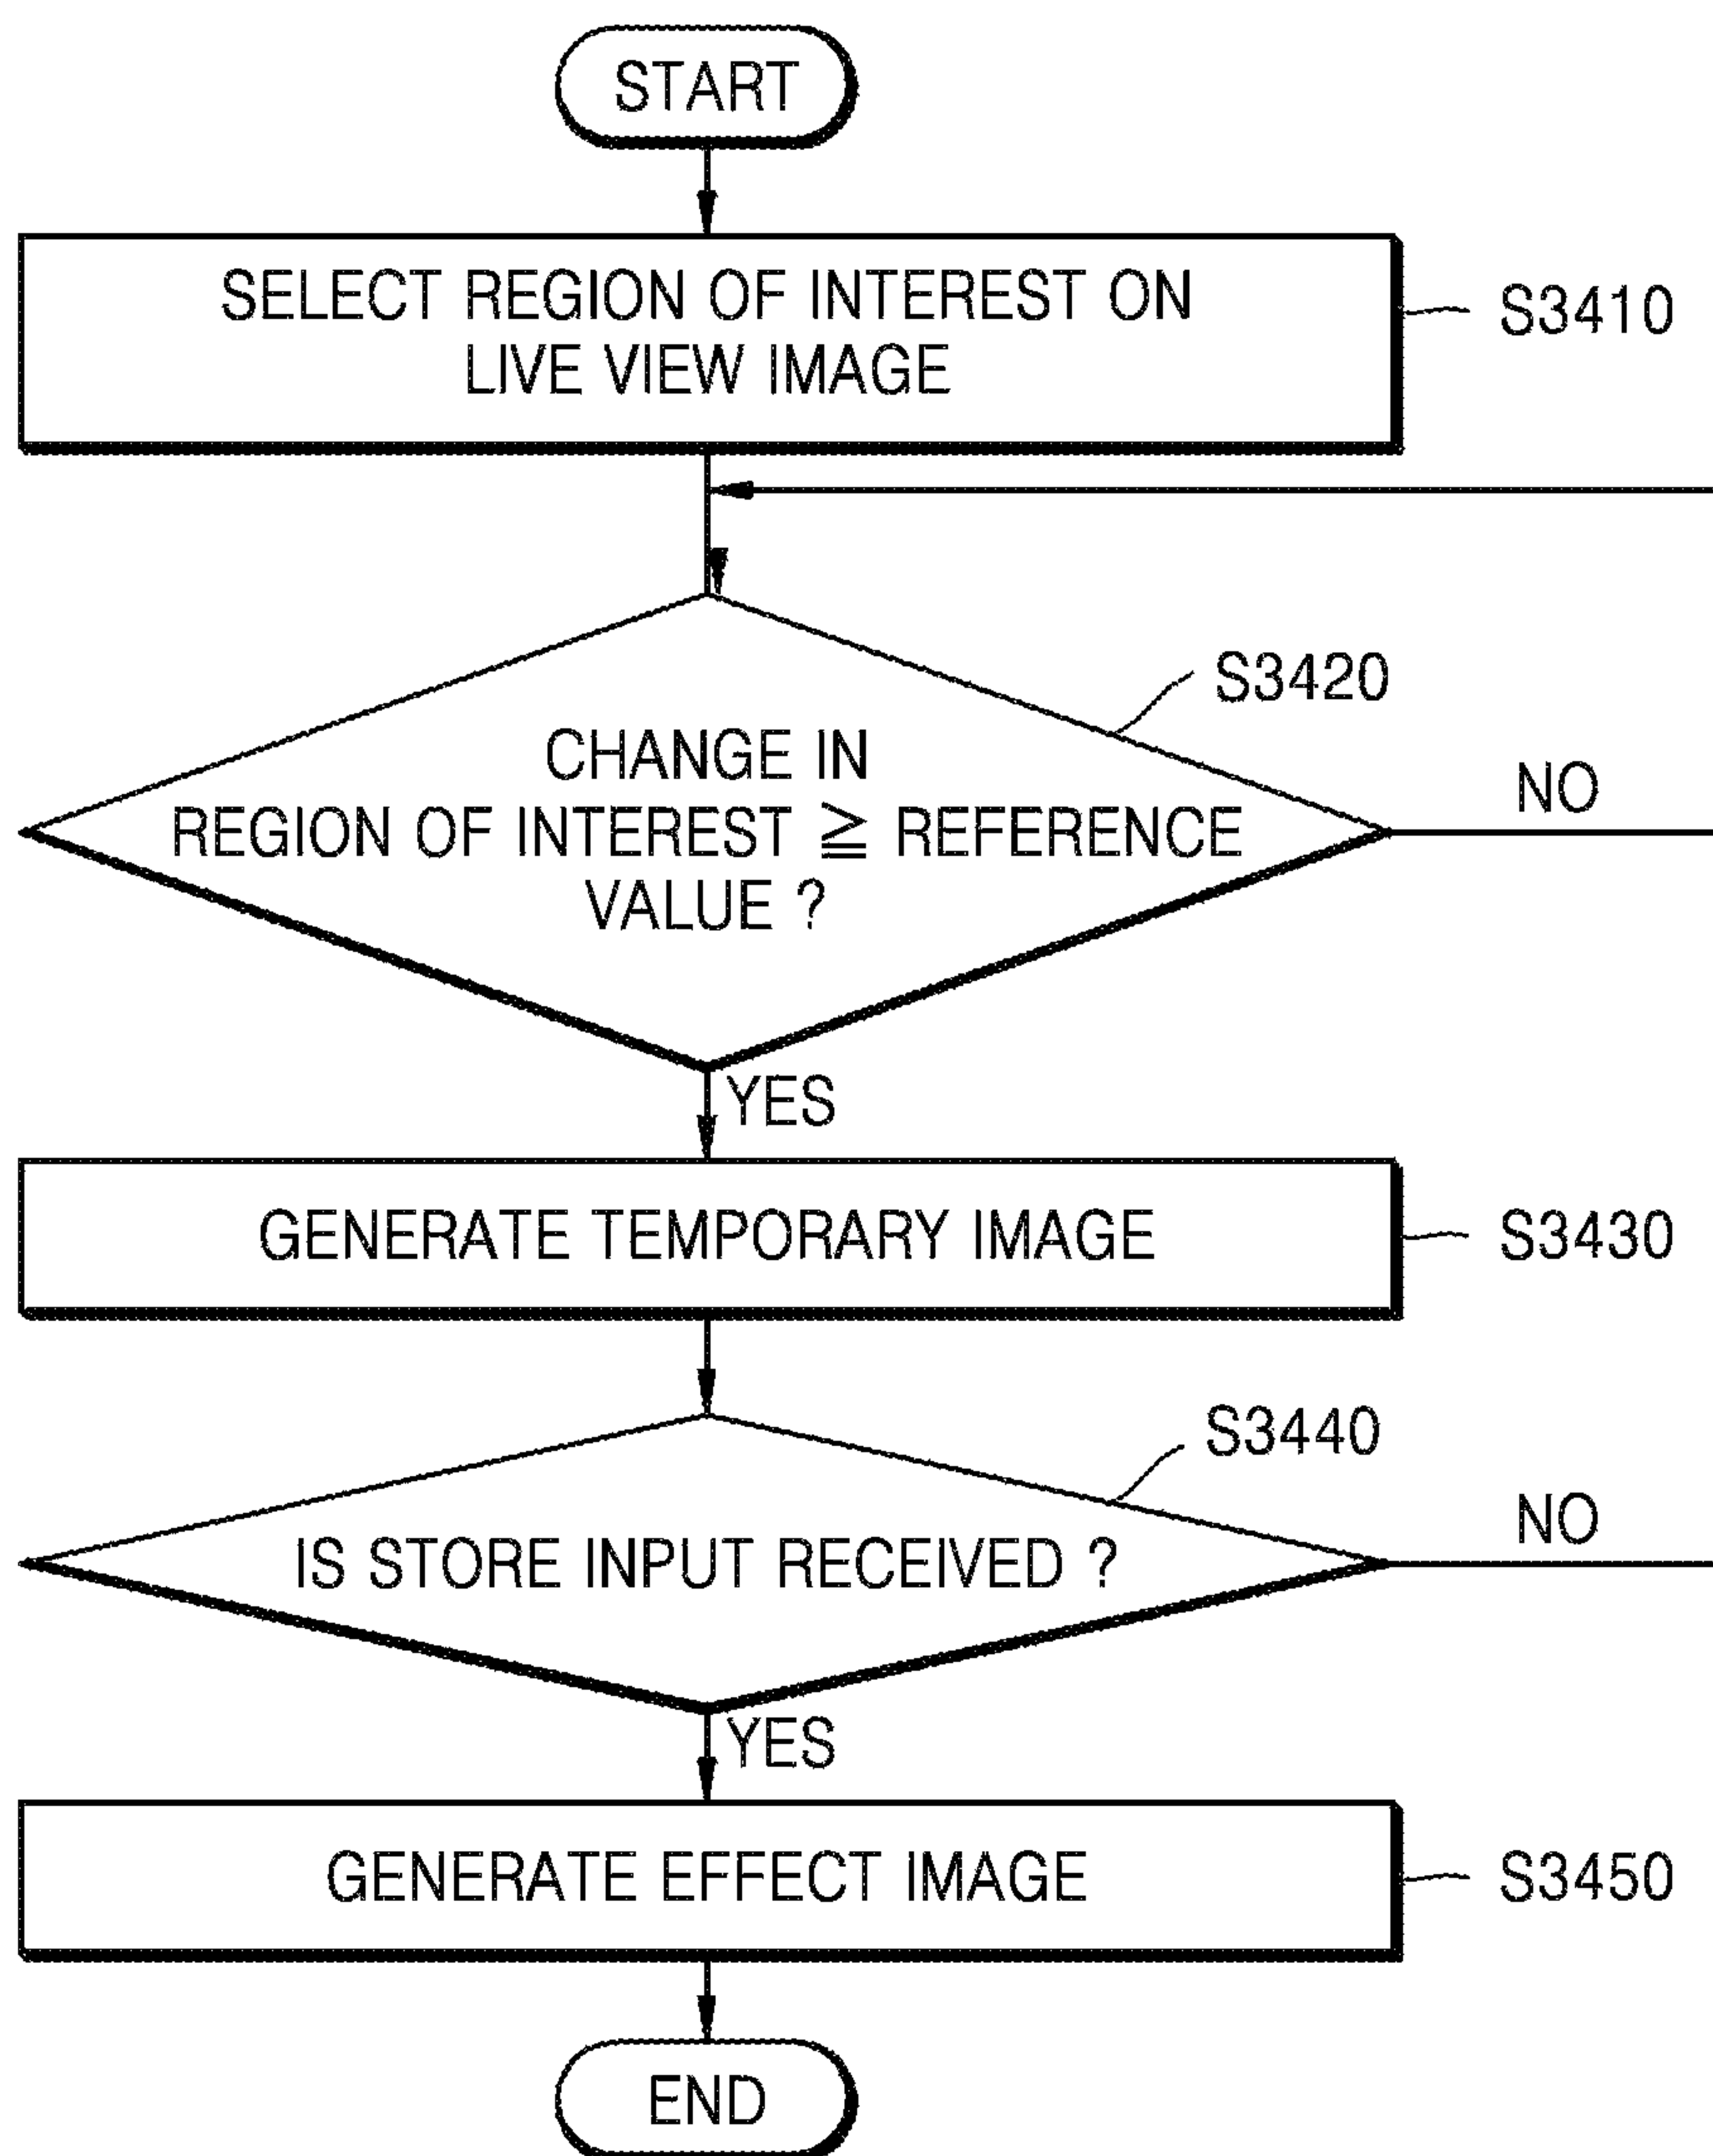 START
SELECT REGION OF INTEREST ON
LIVE VIEW IMAGE
S3410
S3420
CHANGE IN
REGION OF INTEREST ≧ REFERENCE
VALUE ?
NO
YES
GENERATE TEMPORARY IMAGE
S3430
S3440
IS STORE INPUT RECEIVED ?
NO
YES
GENERATE EFFECT IMAGE
S3450
END